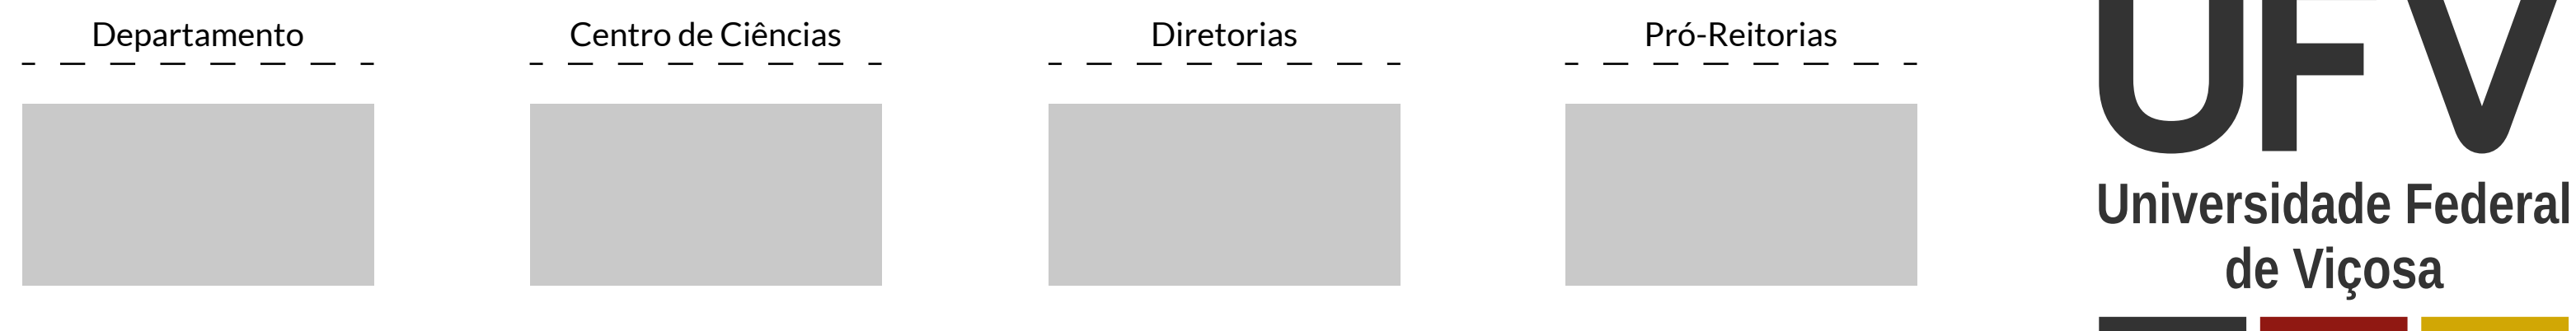 Departamento
Centro de Ciências
Diretorias
Pró-Reitorias
UFV
Universidade Federal
de Viçosa